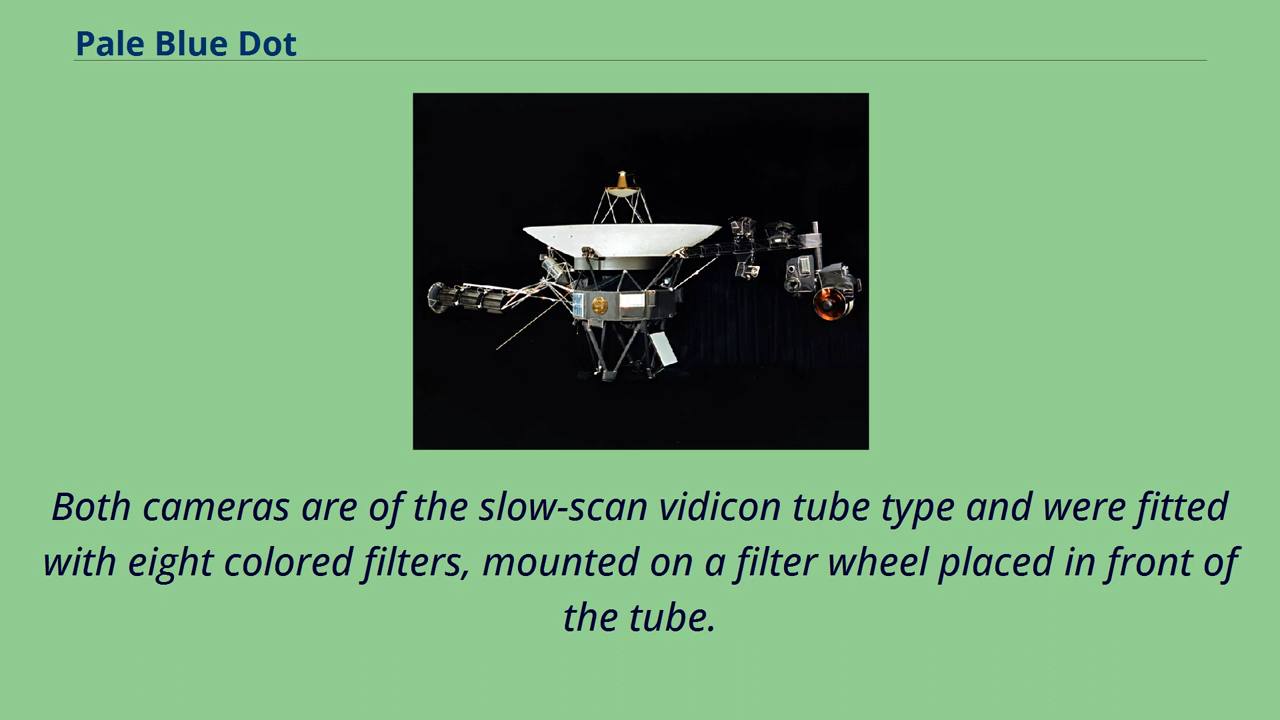 Pale Blue Dot
Both cameras are of the slow-scan vidicon tube type and were fitted
with eight colored filters, mounted on a filter wheel placed in front of
the tube.